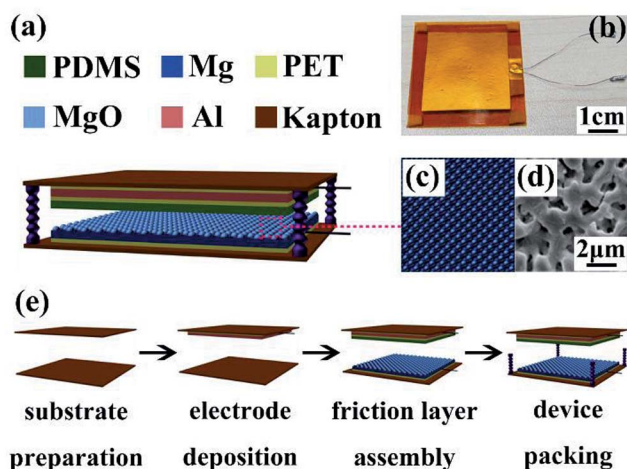 (a)
PDMS Mg PET
MgO Al Kapton
(b)
1cm
(c) (d)
2μm
(e)
substrate electrode friction layer device
preparation deposition assembly packing